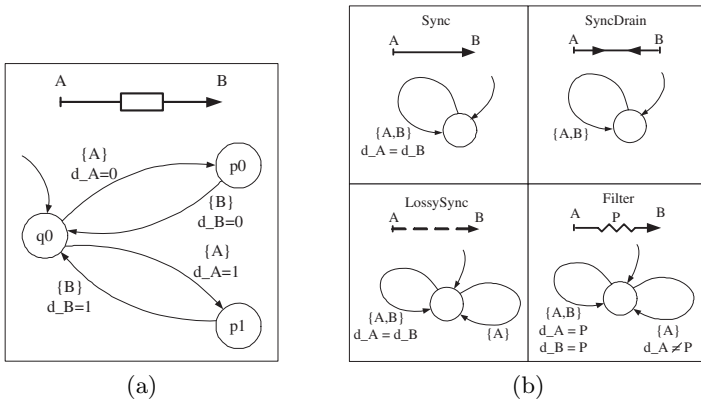 A B
{A}
d_A=0
p0
{B}
d_B=0
q0
{A}
d_A=1
{B}
d_B=1
p1
(a)
Sync
A B
{A,B}
d_A = d_B
SyncDrain
A B
{A,B}
LossySync
A B
{A,B}
d_A = d_B
{A}
Filter
A P B
{A,B}
d_A = P
d_B = P
{A}
d_A ≠ P
(b)